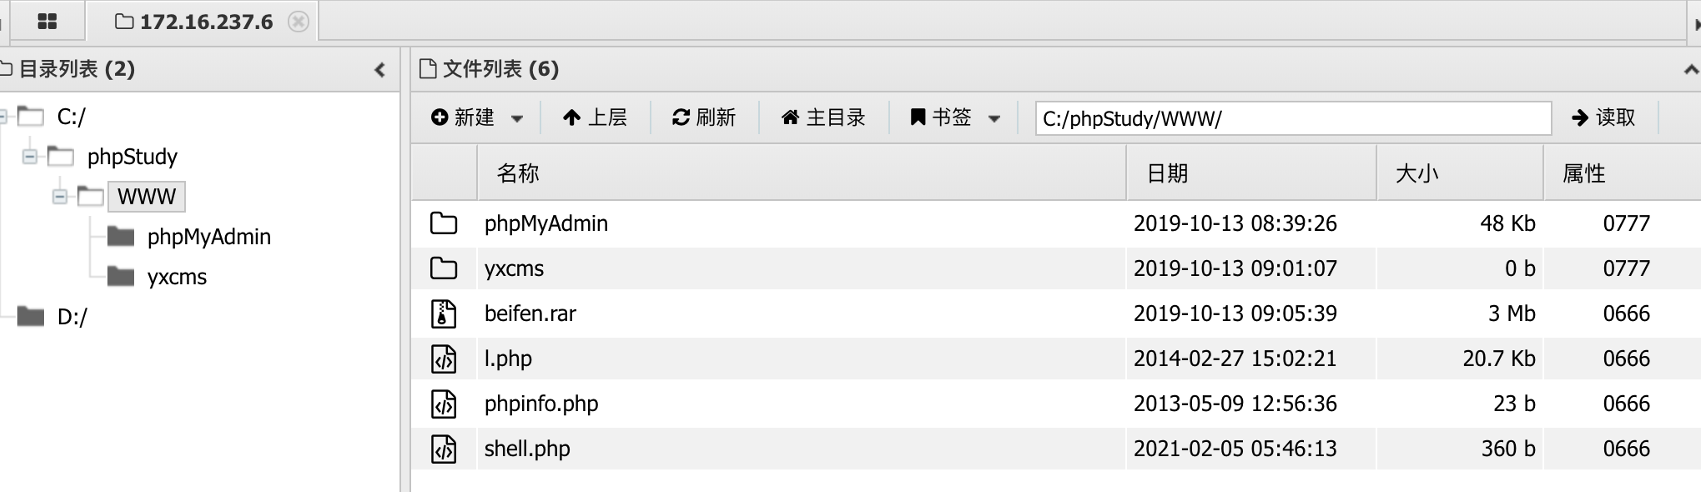 172.16.237.6
目录列表 (2)
文件列表 (6)
新建 上层 刷新 主目录 书签 C:/phpStudy/WWW/ 读取
C:/
phpStudy
WWW
phpMyAdmin
yxcms
D:/
名称 日期 大小 属性
phpMyAdmin 2019-10-13 08:39:26 48 Kb 0777
yxcms 2019-10-13 09:01:07 0 b 0777
beifen.rar 2019-10-13 09:05:39 3 Mb 0666
l.php 2014-02-27 15:02:21 20.7 Kb 0666
phpinfo.php 2013-05-09 12:56:36 23 b 0666
shell.php 2021-02-05 05:46:13 360 b 0666